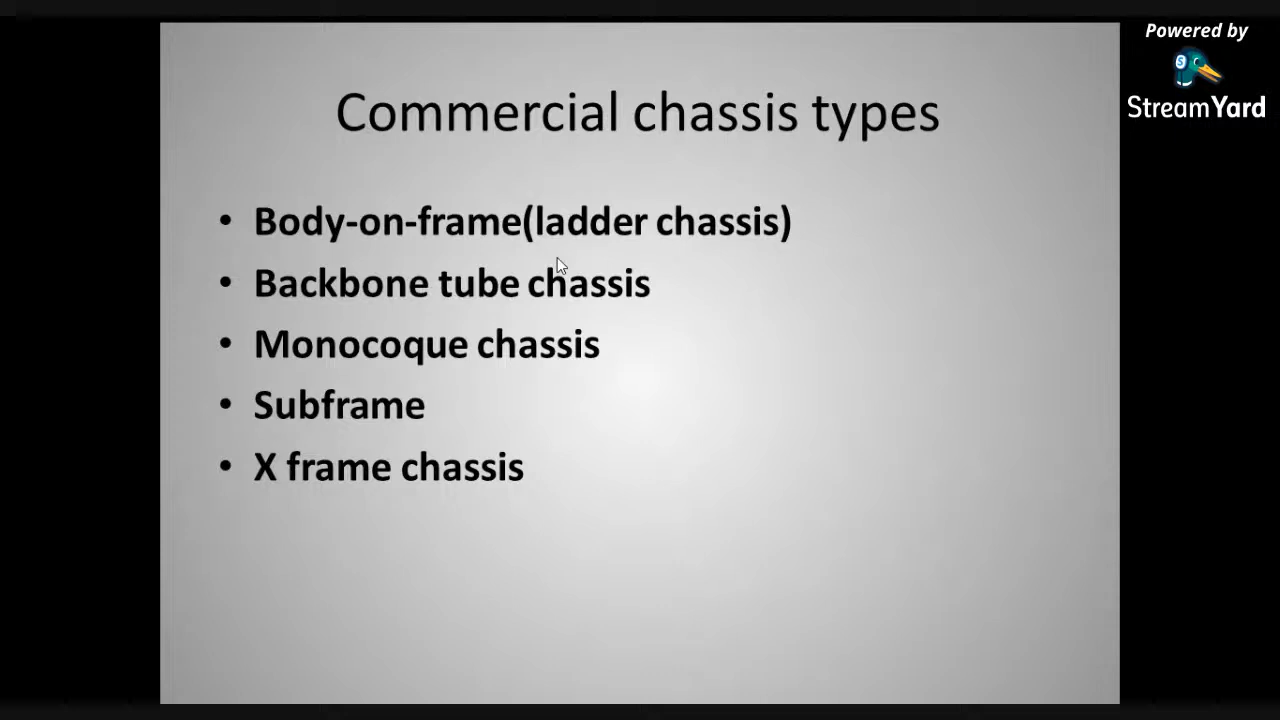 Powered by
StreamYard
Commercial chassis types
• Body-on-frame(ladder chassis)
• Backbone tube chassis
• Monocoque chassis
• Subframe
• X frame chassis